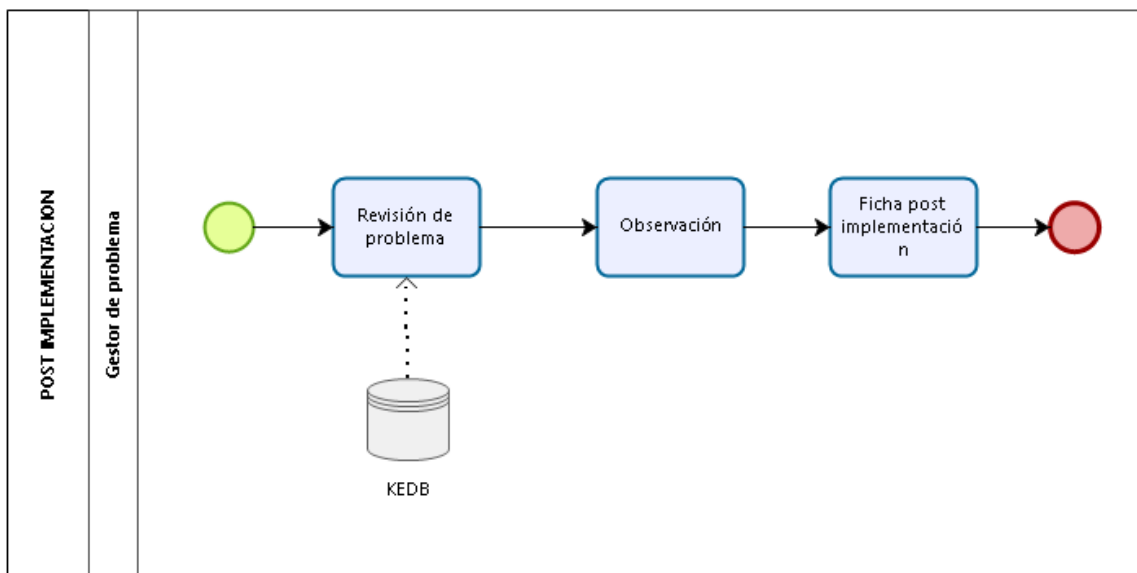 POST IMPLEMENTACION
Gestor de problema
Revisión de
problema
Observación
Ficha post
implementació
n
KEDB